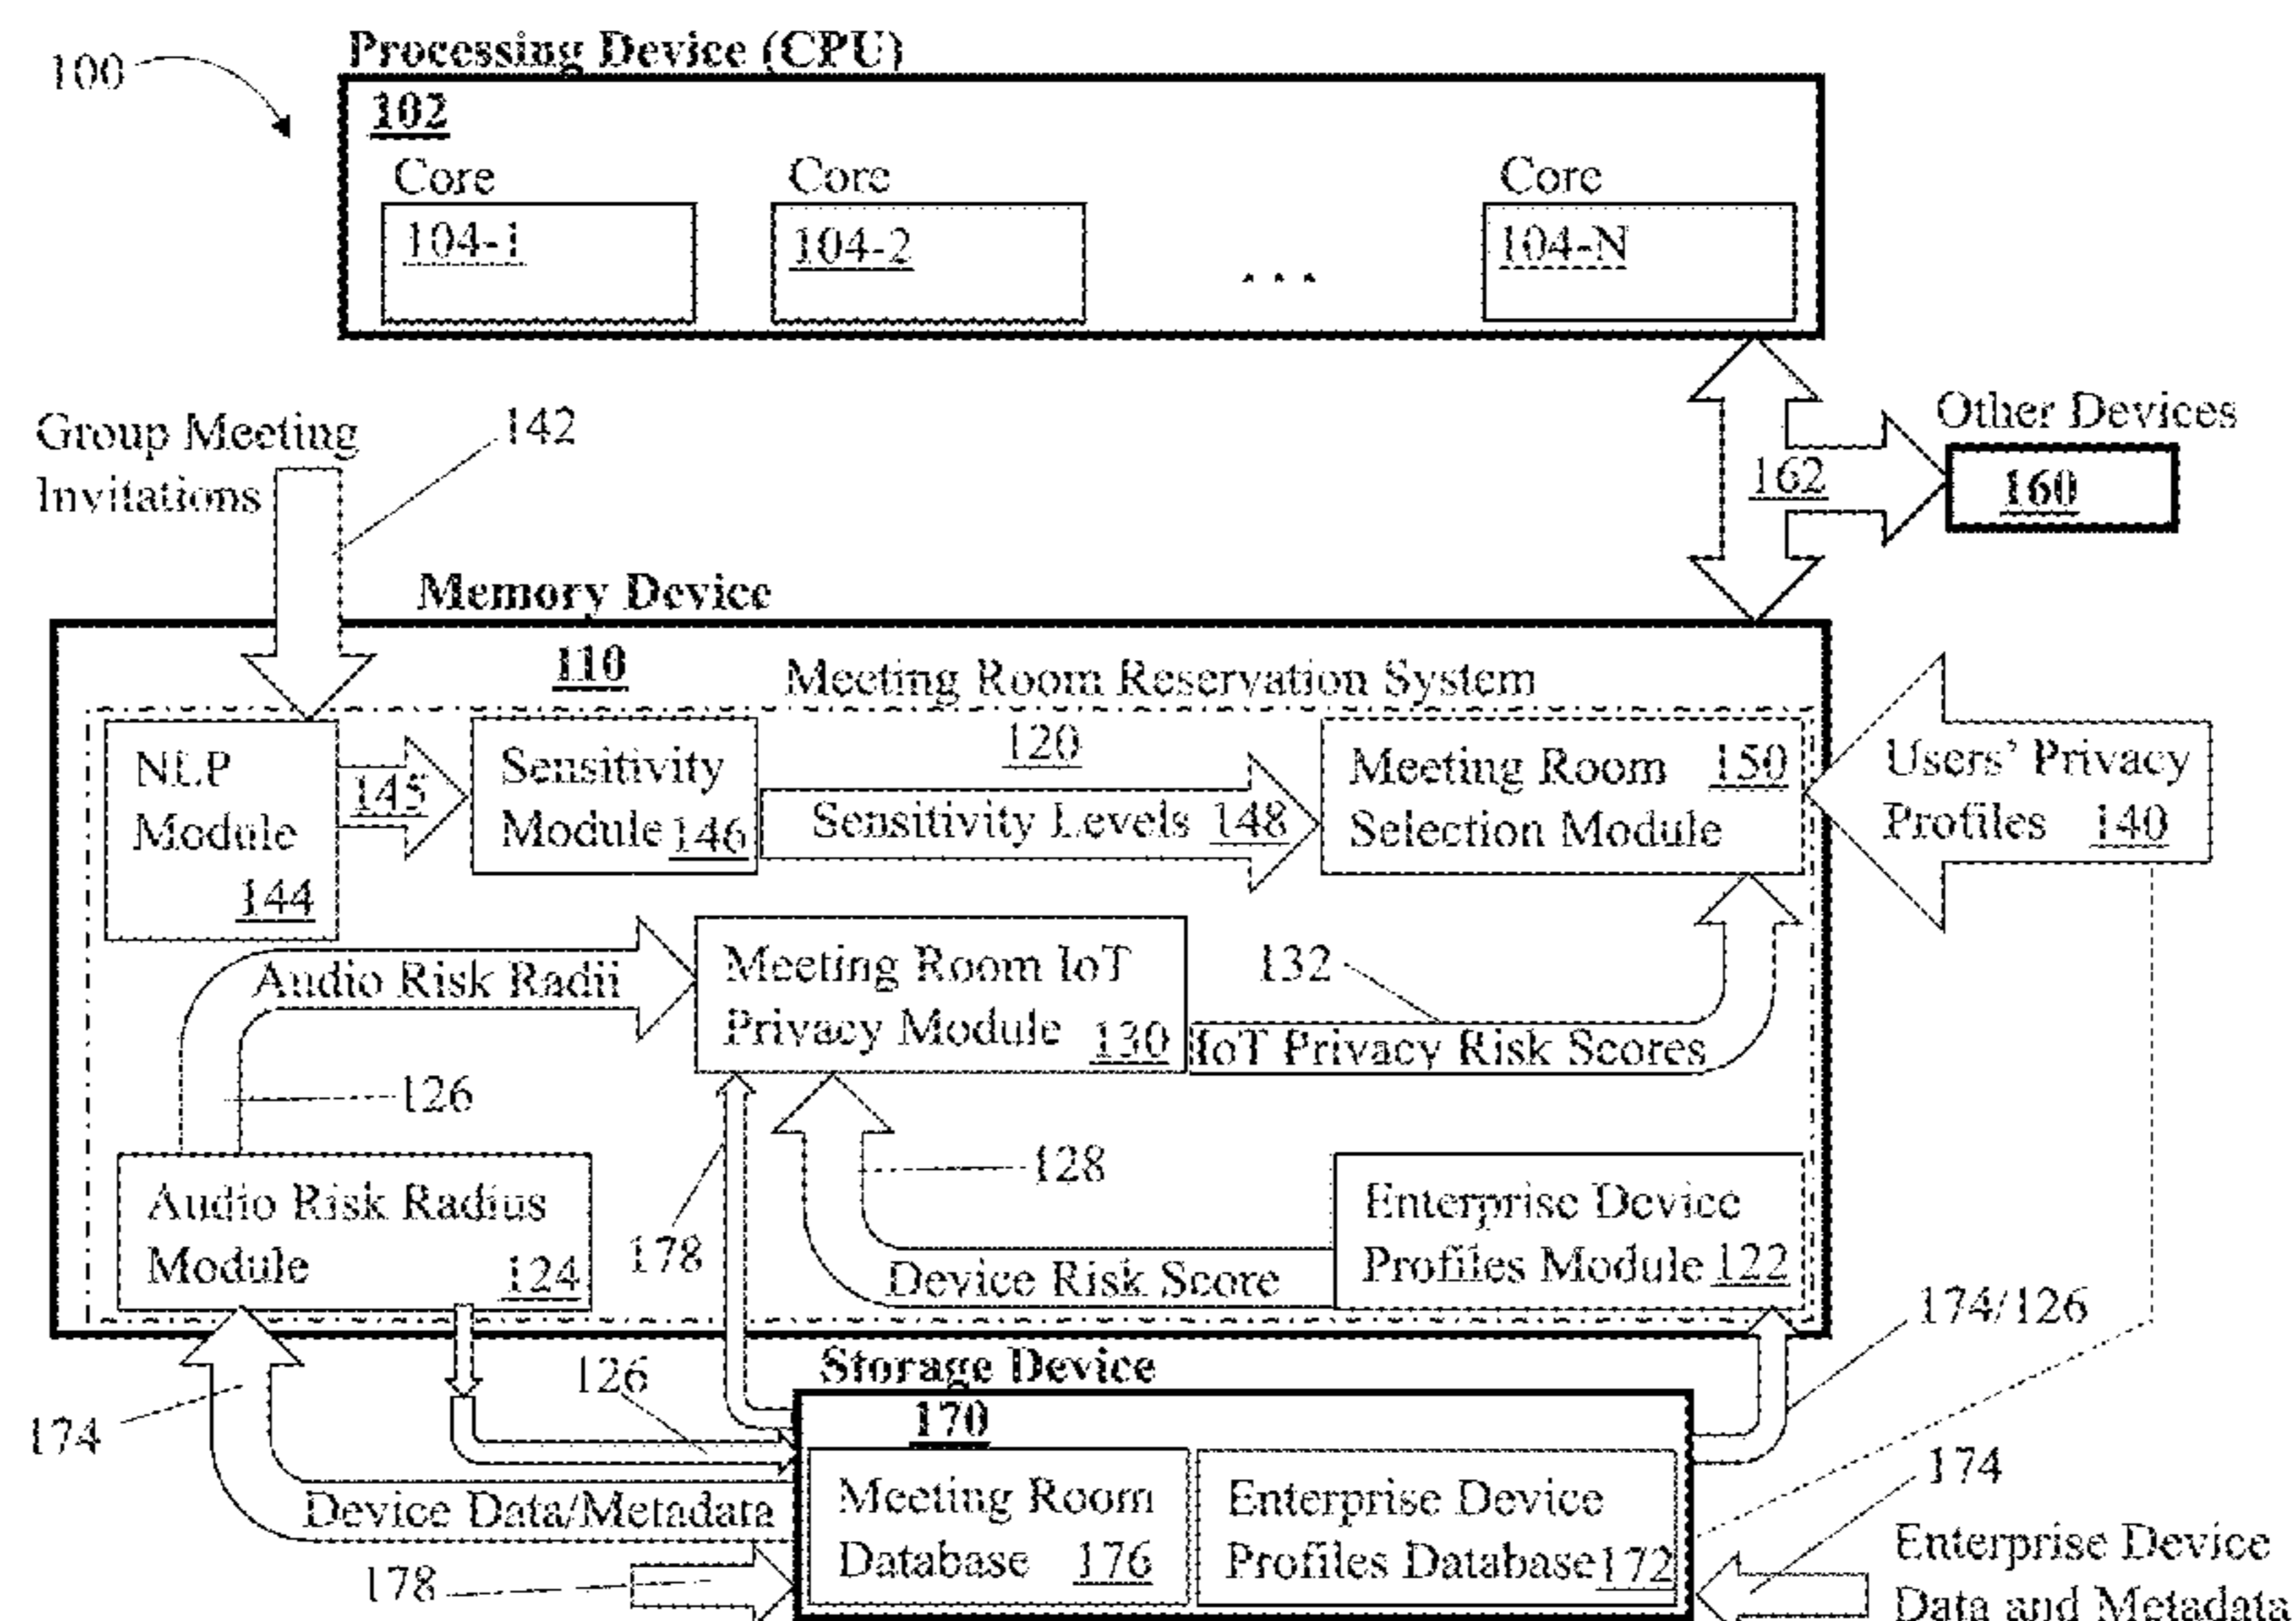 Processing Device (CPU)
100
102
Core
Core
Core
104-1
104-2
...
104-N
Group Meeting
Invitations
142
162
Other Devices
160
Memory Device
110
Meeting Room Reservation System
120
NLP
Module
144
145
Sensitivity
Module 146
Sensitivity Levels 148
Meeting Room 150
Selection Module
Users' Privacy
Profiles 140
Audio Risk Radii
Meeting Room IoT
Privacy Module 130
132
IoT Privacy Risk Scores
126
128
178
Audio Risk Radius
Module 124
Device Risk Score
Enterprise Device
Profiles Module 122
174/126
Storage Device
170
126
174
Device Data/Metadata
178
Meeting Room
Database 176
Enterprise Device
Profiles Database 172
174
Enterprise Device
Data and Metadata